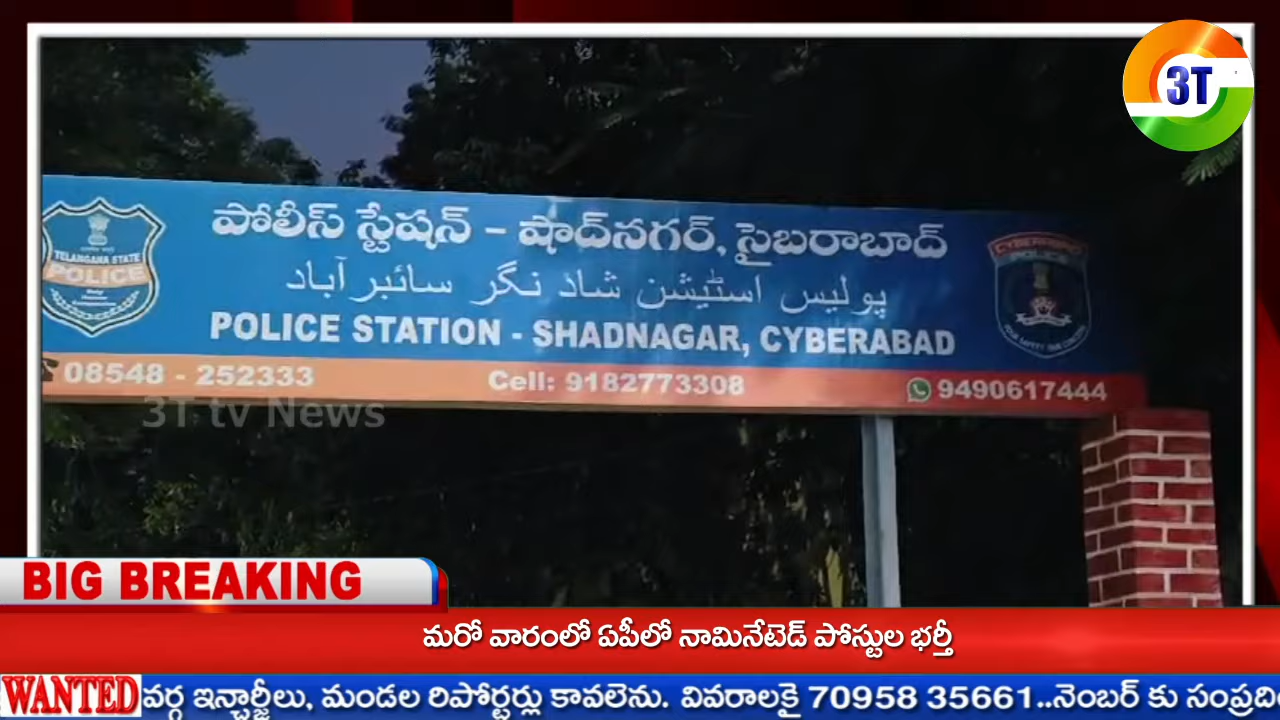 3T
పోలీస్ స్టేషన్ – షాద్‌నగర్, సైబరాబాద్
پولیس اسٹیشن شاد نگر سائبر آباد
POLICE STATION - SHADNAGAR, CYBERABAD
TELANGANA STATE
POLICE
CYBERABAD
POLICE
08548 - 252333
Cell: 9182773308
9490617444
3T tv News
BIG BREAKING
మరో వారంలో ఏపీలో నామినేటెడ్ పోస్టుల భర్తీ
WANTED
వర్గ ఇన్చార్జీలు, మండల రిపోర్టర్లు కావలెను. వివరాలకై 70958 35661..నెంబర్ కు సంప్రది